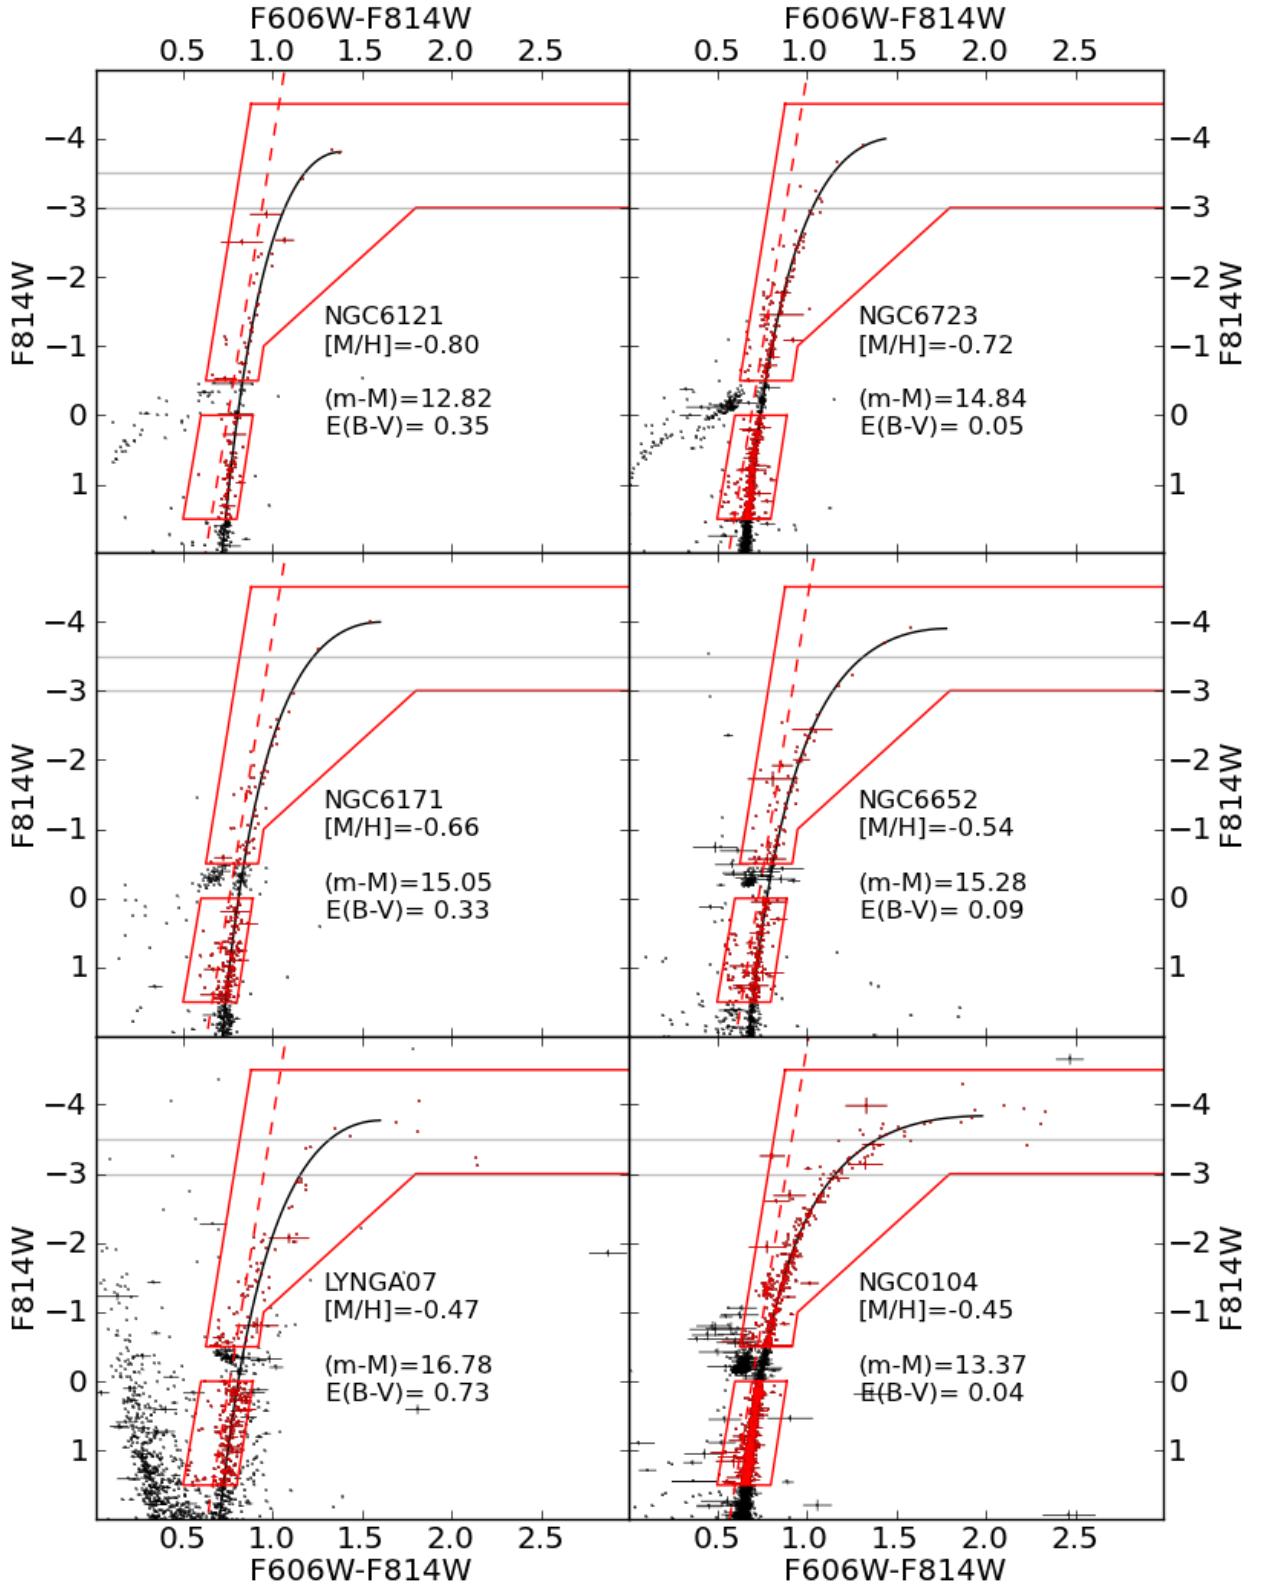 F606W-F814W F606W-F814W
0.5 1.0 1.5 2.0 2.5 0.5 1.0 1.5 2.0 2.5
−4 −4
−3 −3
−2 −2
NGC6121 NGC6723
[M/H]=-0.80 [M/H]=-0.72
−1 −1
(m-M)=12.82 (m-M)=14.84
E(B-V)= 0.35 E(B-V)= 0.05
0 0
1 1
F814W F814W
−4 −4
−3 −3
−2 −2
NGC6171 NGC6652
[M/H]=-0.66 [M/H]=-0.54
−1 −1
(m-M)=15.05 (m-M)=15.28
E(B-V)= 0.33 E(B-V)= 0.09
0 0
1 1
F814W F814W
−4 −4
−3 −3
−2 −2
LYNGA07 NGC0104
[M/H]=-0.47 [M/H]=-0.45
−1 −1
(m-M)=16.78 (m-M)=13.37
E(B-V)= 0.73 E(B-V)= 0.04
0 0
1 1
F814W F814W
0.5 1.0 1.5 2.0 2.5 0.5 1.0 1.5 2.0 2.5
F606W-F814W F606W-F814W